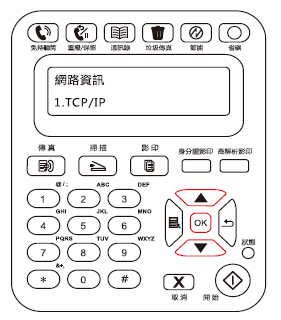 免持聽筒 重撥/保留 通訊錄 垃圾傳真 節能 省碳
網路資訊
1.TCP/IP
傳真 掃描 影印 身分證影印 高解析影印
@/: ABC DEF
1 2 3
GHI JKL MNO
4 5 6 OK
PQRS TUV WXYZ
7 8 9 狀態
&+,
* 0 # X
取消 開始